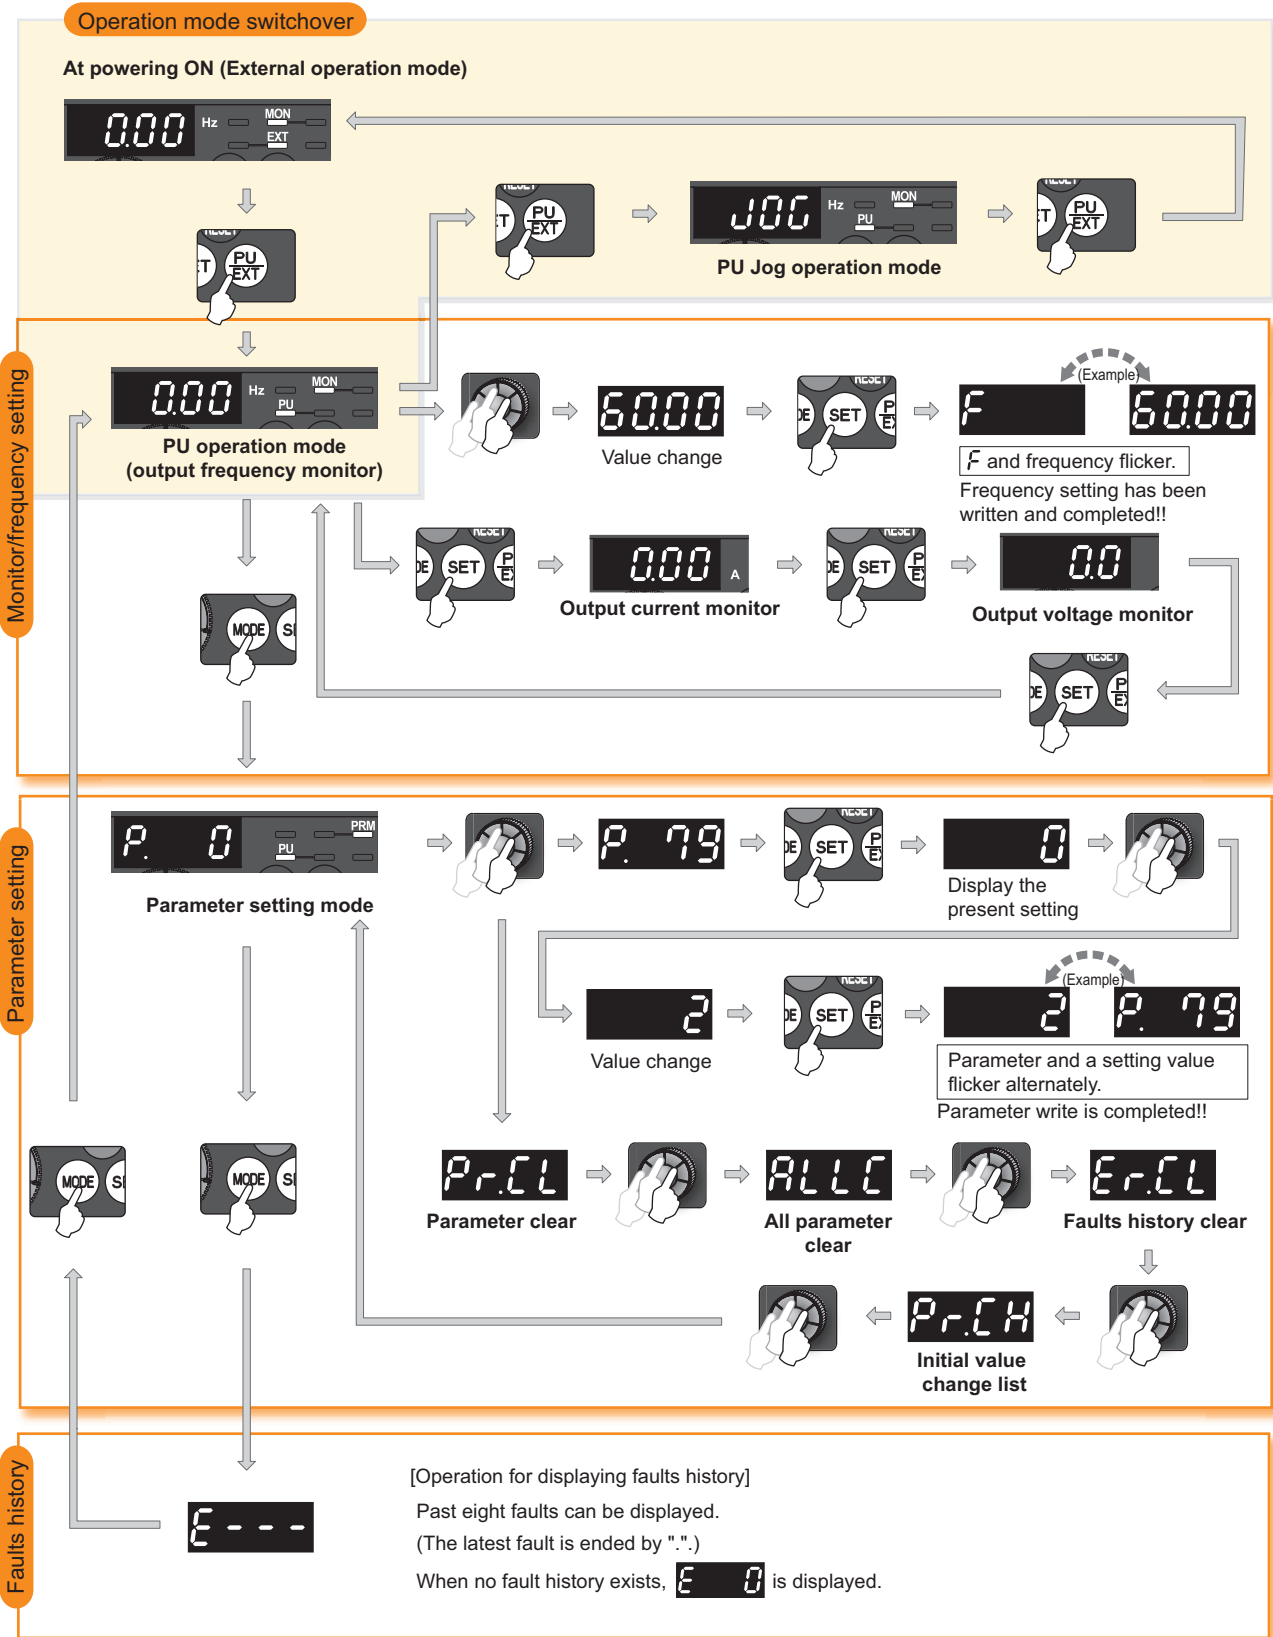 Operation mode switchover
At powering ON (External operation mode)
0.00 Hz MON EXT
PU/EXT
PU/EXT
JOG Hz MON PU
PU/EXT
PU Jog operation mode
Monitor/frequency setting
0.00 Hz MON PU
PU operation mode
(output frequency monitor)
60.00
Value change
RESET
SET
F
(Example)
60.00
F and frequency flicker.
Frequency setting has been
written and completed!!
SET
0.00 A
Output current monitor
SET
0.0
Output voltage monitor
MODE
SET
Parameter setting
P. 0 PRM PU
Parameter setting mode
P. 79
RESET
SET
0
Display the
present setting
2
Value change
RESET
SET
2
(Example)
P. 79
Parameter and a setting value
flicker alternately.
Parameter write is completed!!
MODE
MODE
Pr.CL
Parameter clear
ALLC
All parameter
clear
Er.CL
Faults history clear
Pr.CH
Initial value
change list
Faults history
E---
[Operation for displaying faults history]
Past eight faults can be displayed.
(The latest fault is ended by ".".)
When no fault history exists, E 0 is displayed.